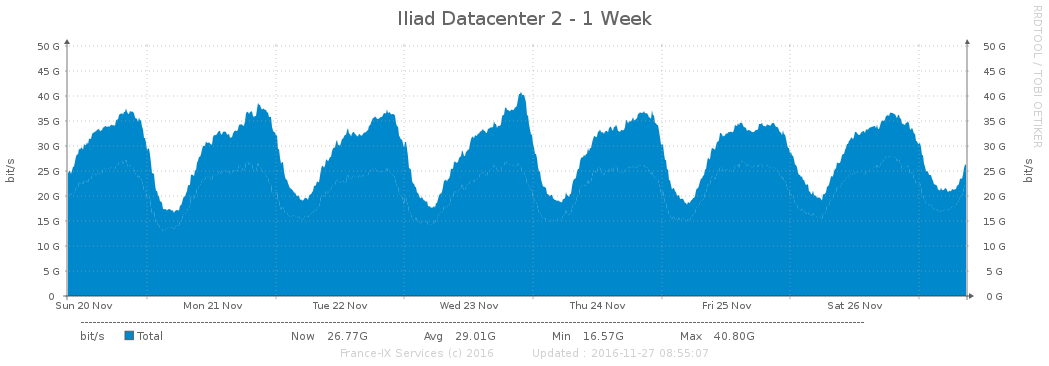 Iliad Datacenter 2 - 1 Week
RRDTOOL / TOBI OETIKER
50 G 50 G
45 G 45 G
40 G 40 G
35 G 35 G
30 G 30 G
25 G 25 G
20 G 20 G
15 G 15 G
10 G 10 G
5 G 5 G
0 0 G
bit/s
bit/s
Sun 20 Nov Mon 21 Nov Tue 22 Nov Wed 23 Nov Thu 24 Nov Fri 25 Nov Sat 26 Nov
bit/s Total Now 26.77G Avg 29.01G Min 16.57G Max 40.80G
France-IX Services (c) 2016 Updated : 2016-11-27 08:55:07